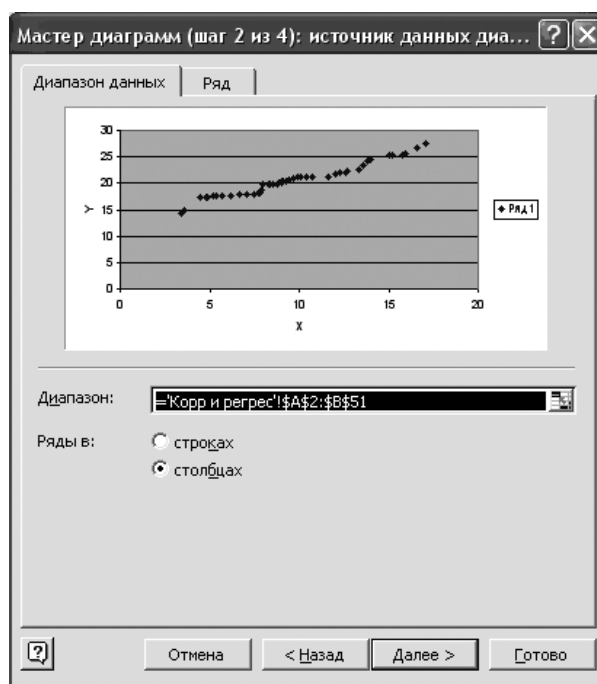 Мастер диаграмм (шаг 2 из 4): источник данных диа...
Диапазон данных
Ряд
30
25
20
15
10
5
0
Y
0 5 10 15 20
X
Ряд1
Диапазон:
='Корр и регрес'!$A$2:$B$51
Ряды в:
строках
столбцах
Отмена
< Назад
Далее >
Готово